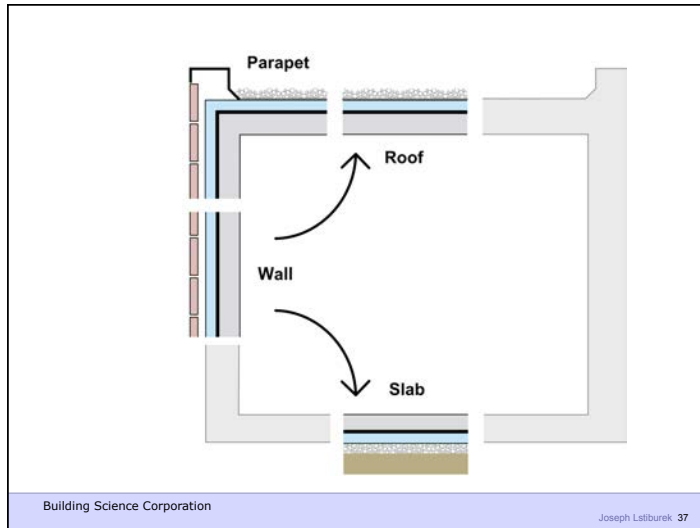 Parapet
Roof
Wall
Slab
Building Science Corporation
Joseph Lstiburek 37